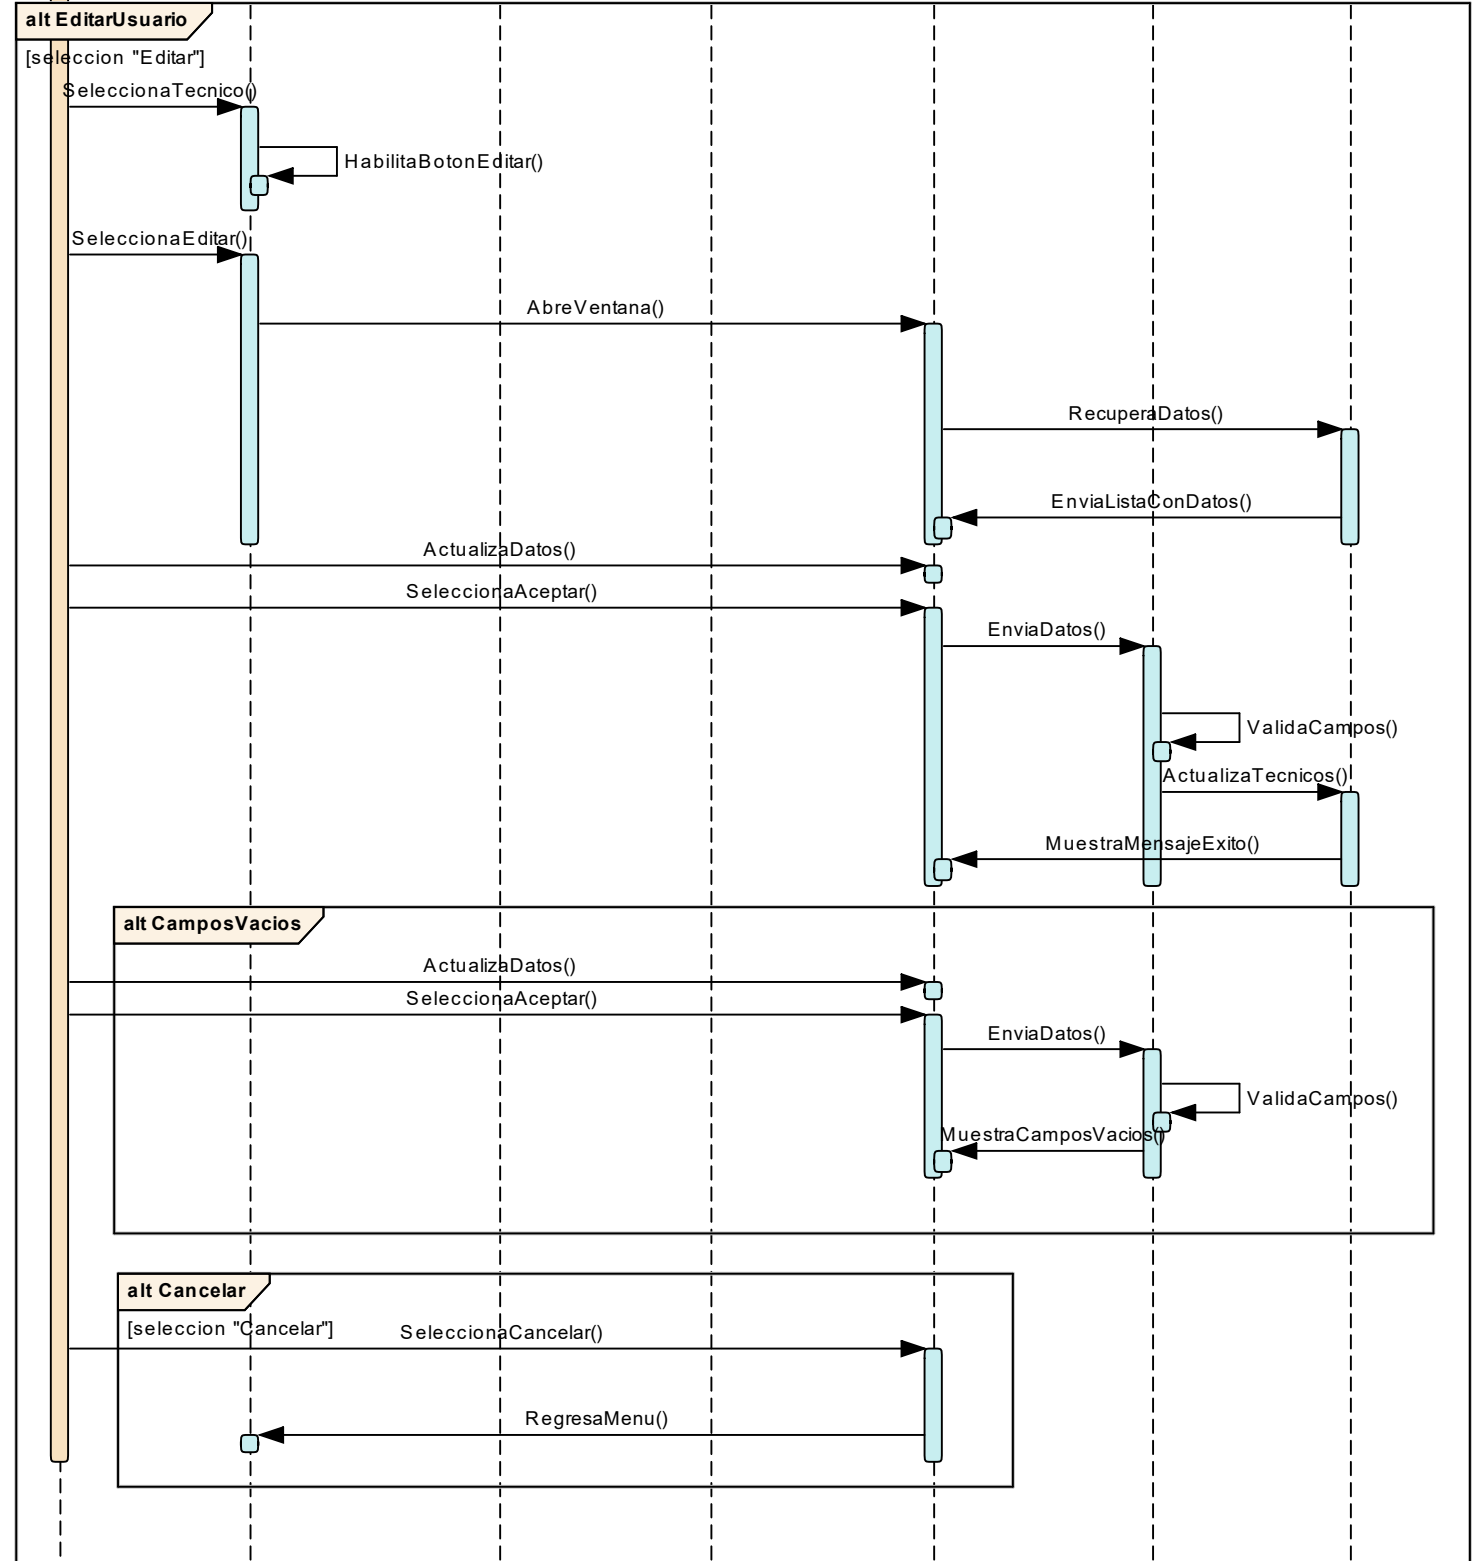 alt EditarUsuario
[seleccion "Editar"]
SeleccionaTecnico()
HabilitaBotonEditar()
SeleccionaEditar()
AbreVentana()
RecuperaDatos()
EnviaListaConDatos()
ActualizaDatos()
SeleccionaAceptar()
EnviaDatos()
ValidaCampos()
ActualizaTecnicos()
MuestraMensajeExito()
alt CamposVacios
ActualizaDatos()
SeleccionaAceptar()
EnviaDatos()
ValidaCampos()
MuestraCamposVacios()
alt Cancelar
[seleccion "Cancelar"]
SeleccionaCancelar()
RegresaMenu()